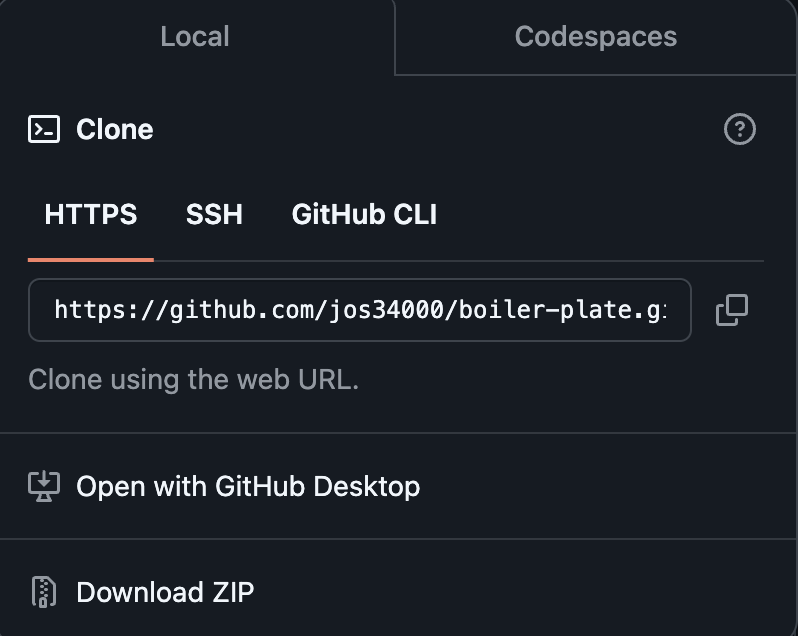 Local
Codespaces
Clone
HTTPS
SSH
GitHub CLI
https://github.com/jos34000/boiler-plate.gi
Clone using the web URL.
Open with GitHub Desktop
Download ZIP